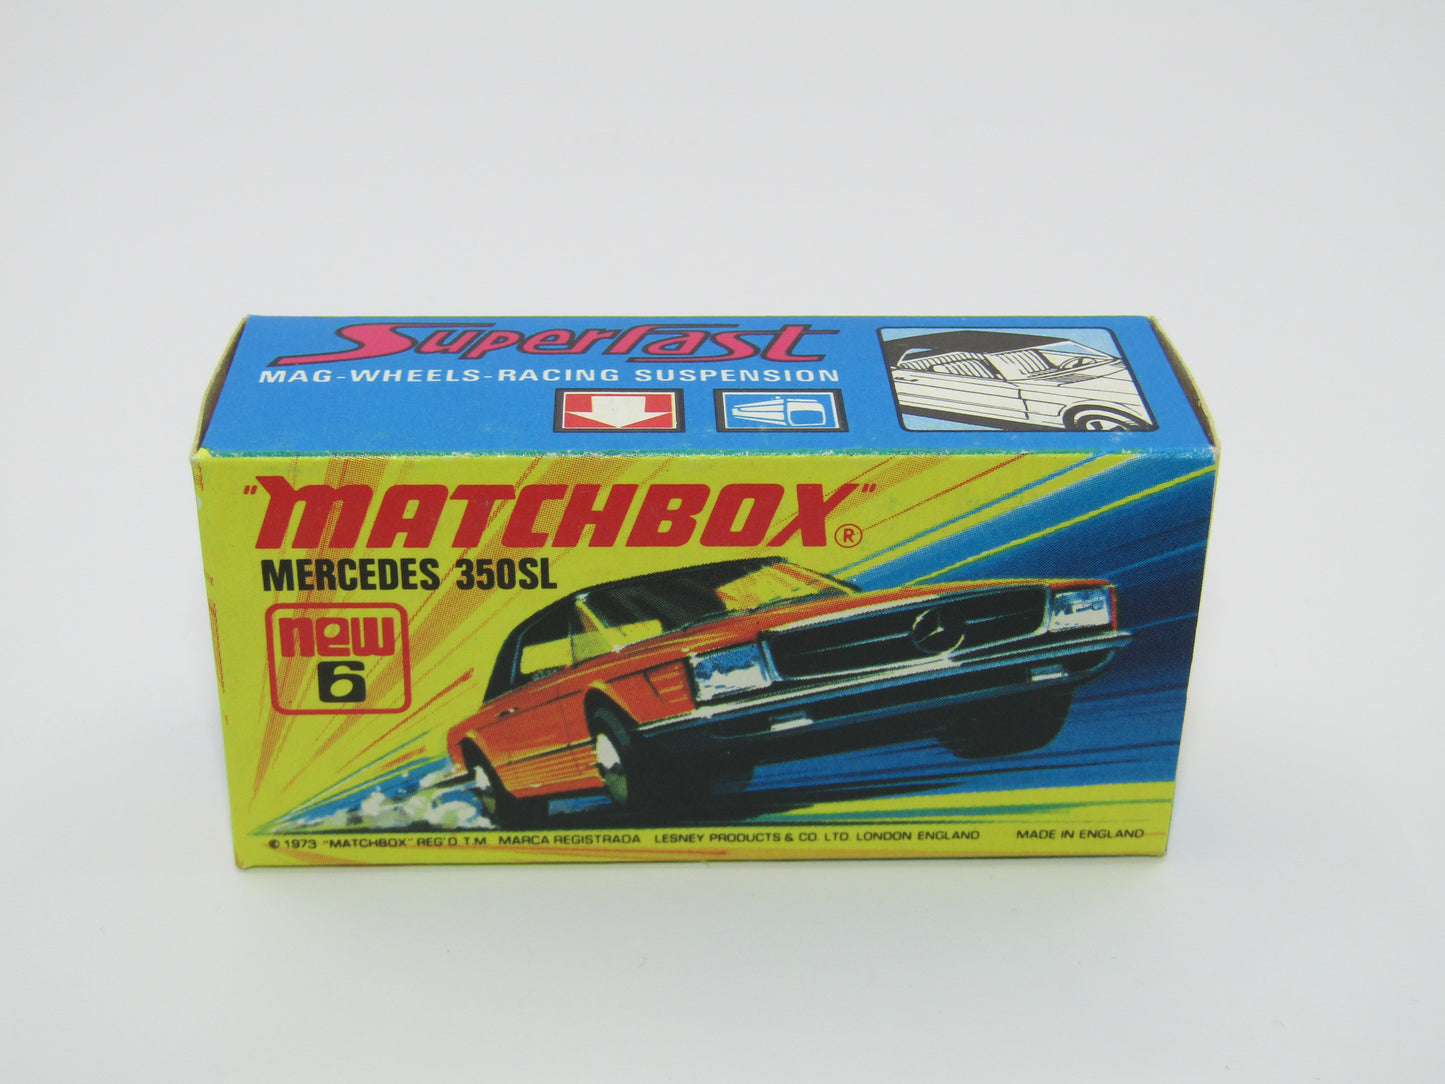 Superfast
MAG-WHEELS-RACING SUSPENSION
"MATCHBOX"®
MERCEDES 350SL
new
6
© 1973 "MATCHBOX" REG'D T.M MARCA REGISTRADA LESNEY PRODUCTS & CO. LTD. LONDON ENGLAND MADE IN ENGLAND